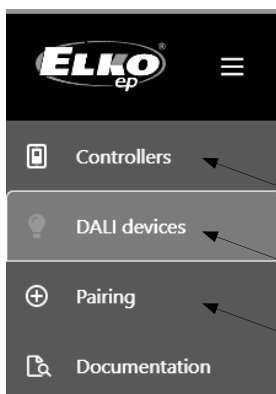 ELKO®
ep
Controllers
DALI devices
Pairing
Documentation